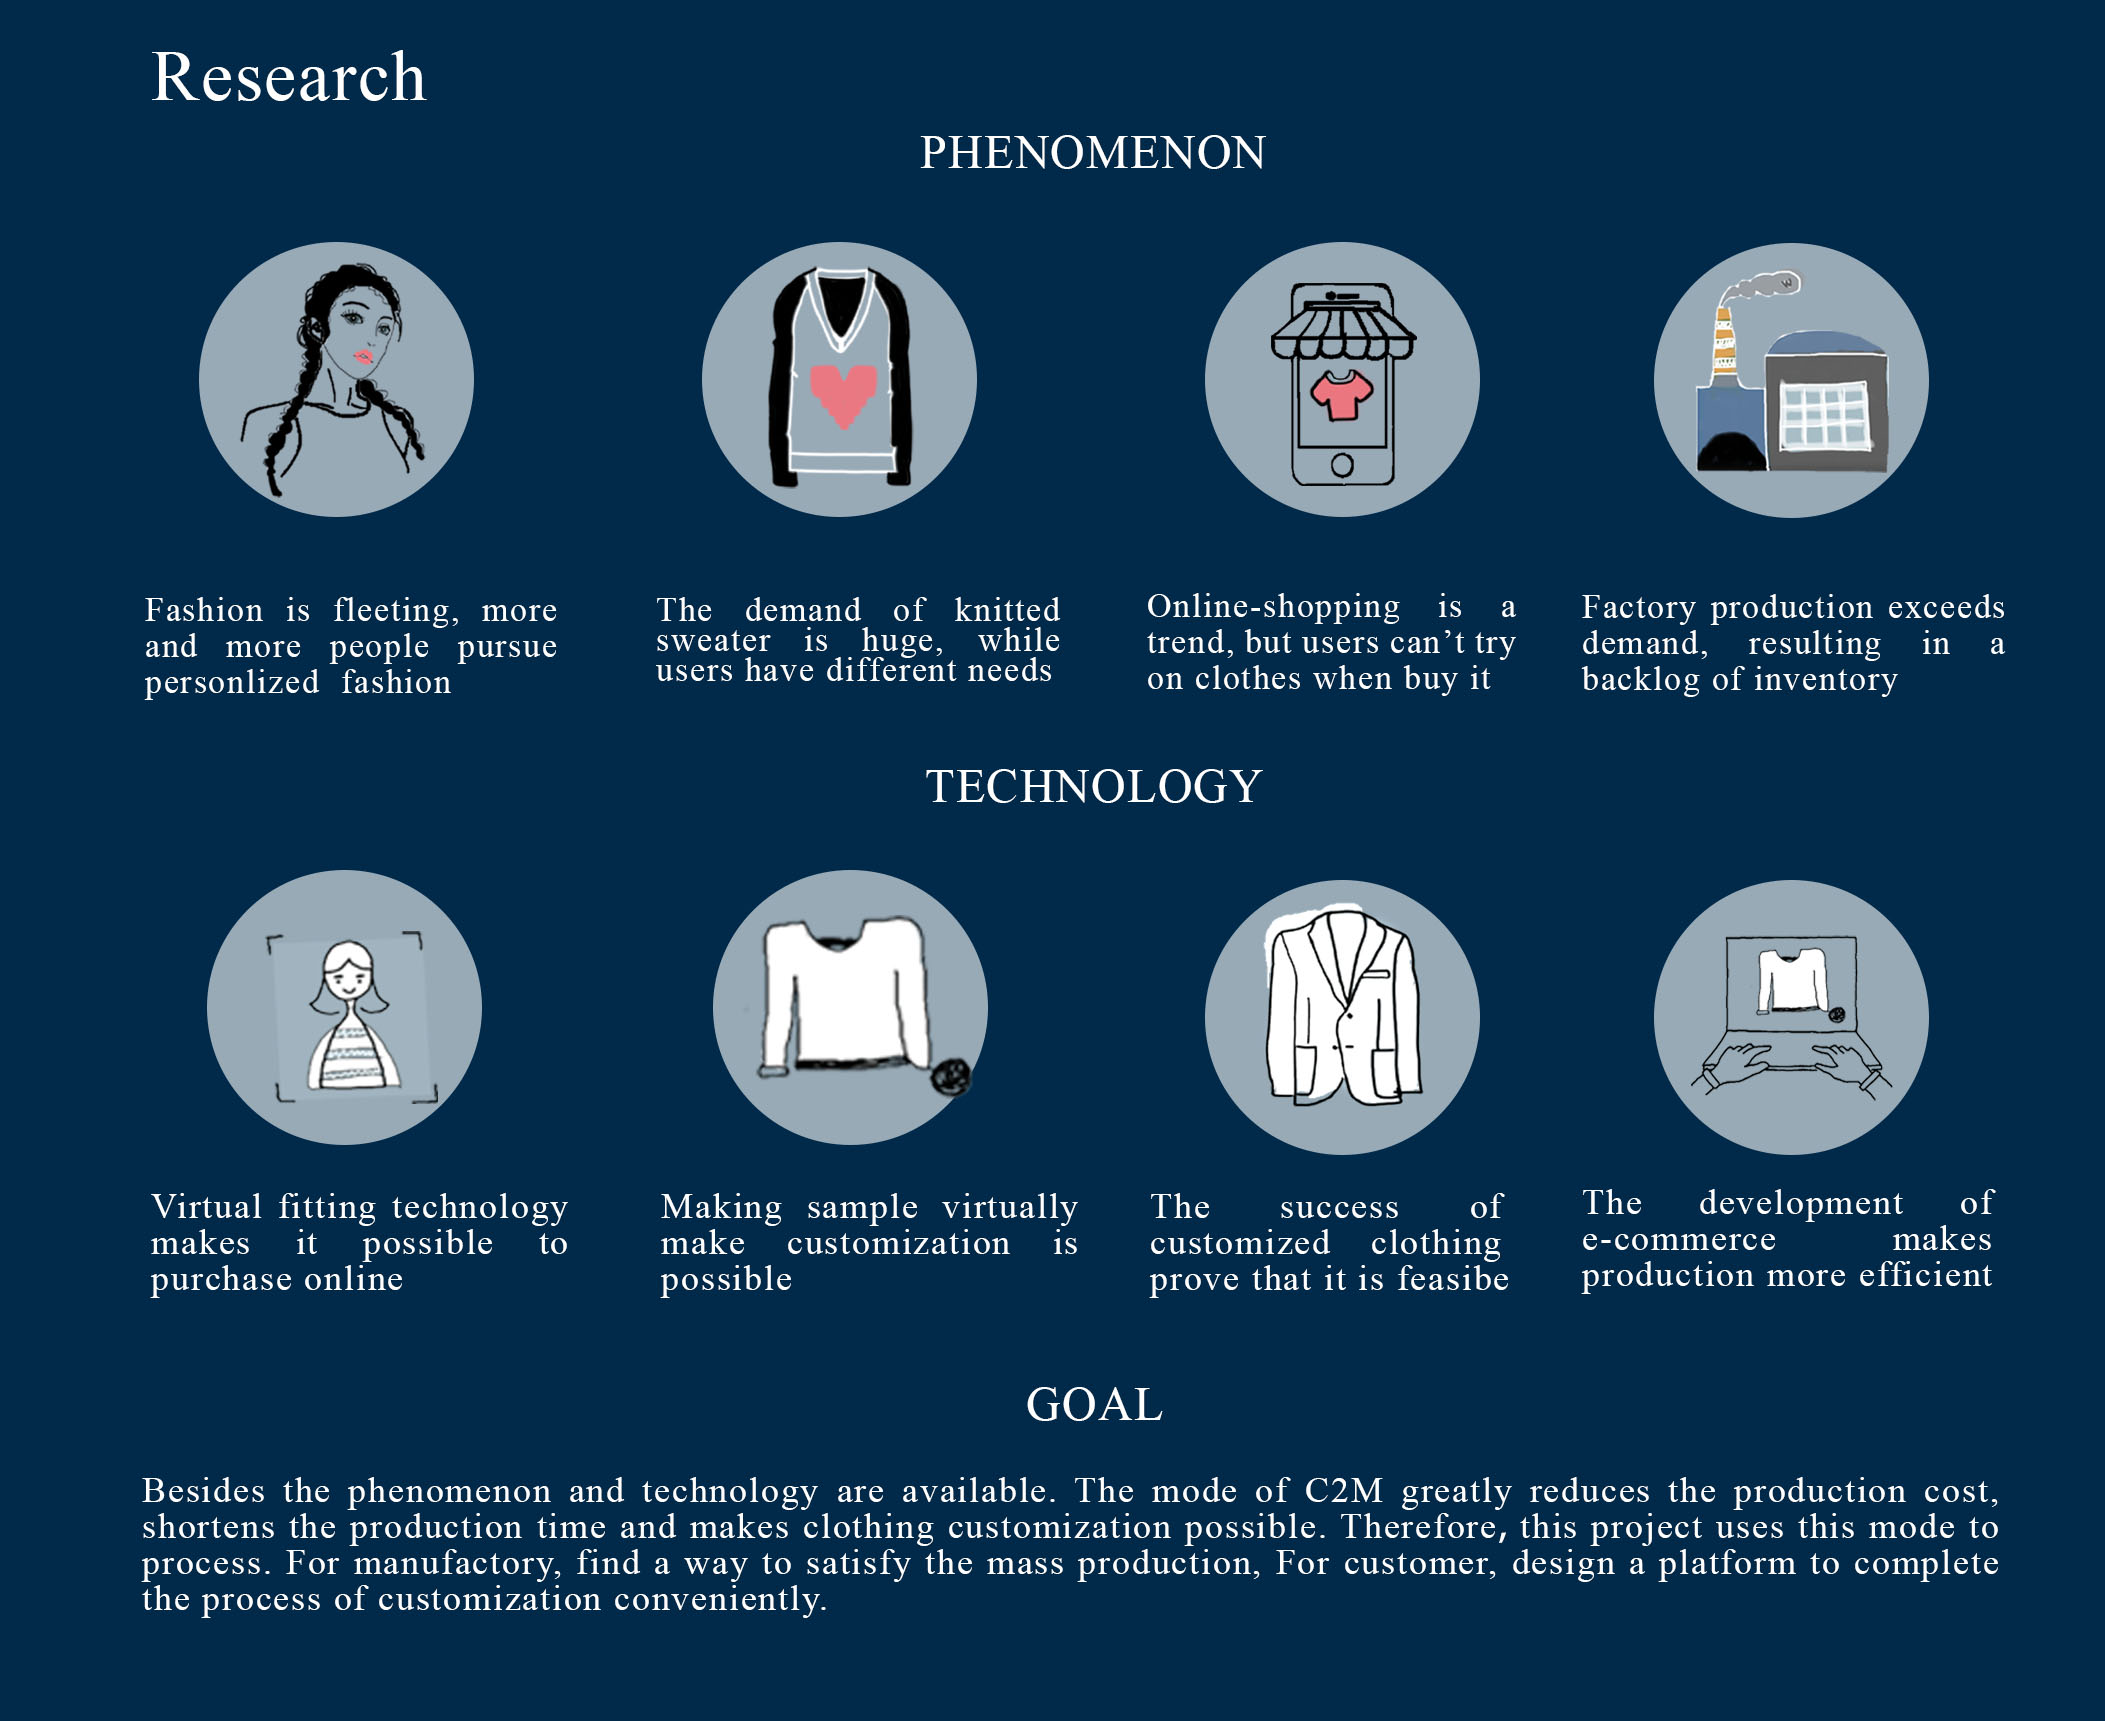 Research
PHENOMENON
Fashion is fleeting, more
and more people pursue
personlized fashion
The demand of knitted
sweater is huge, while
users have different needs
Online-shopping is a
trend, but users can’t try
on clothes when buy it
Factory production exceeds
demand, resulting in a
backlog of inventory
TECHNOLOGY
Virtual fitting technology
makes it possible to
purchase online
Making sample virtually
make customization is
possible
The success of
customized clothing
prove that it is feasibe
The development of
e-commerce makes
production more efficient
GOAL
Besides the phenomenon and technology are available. The mode of C2M greatly reduces the production cost,
shortens the production time and makes clothing customization possible. Therefore, this project uses this mode to
process. For manufactory, find a way to satisfy the mass production, For customer, design a platform to complete
the process of customization conveniently.